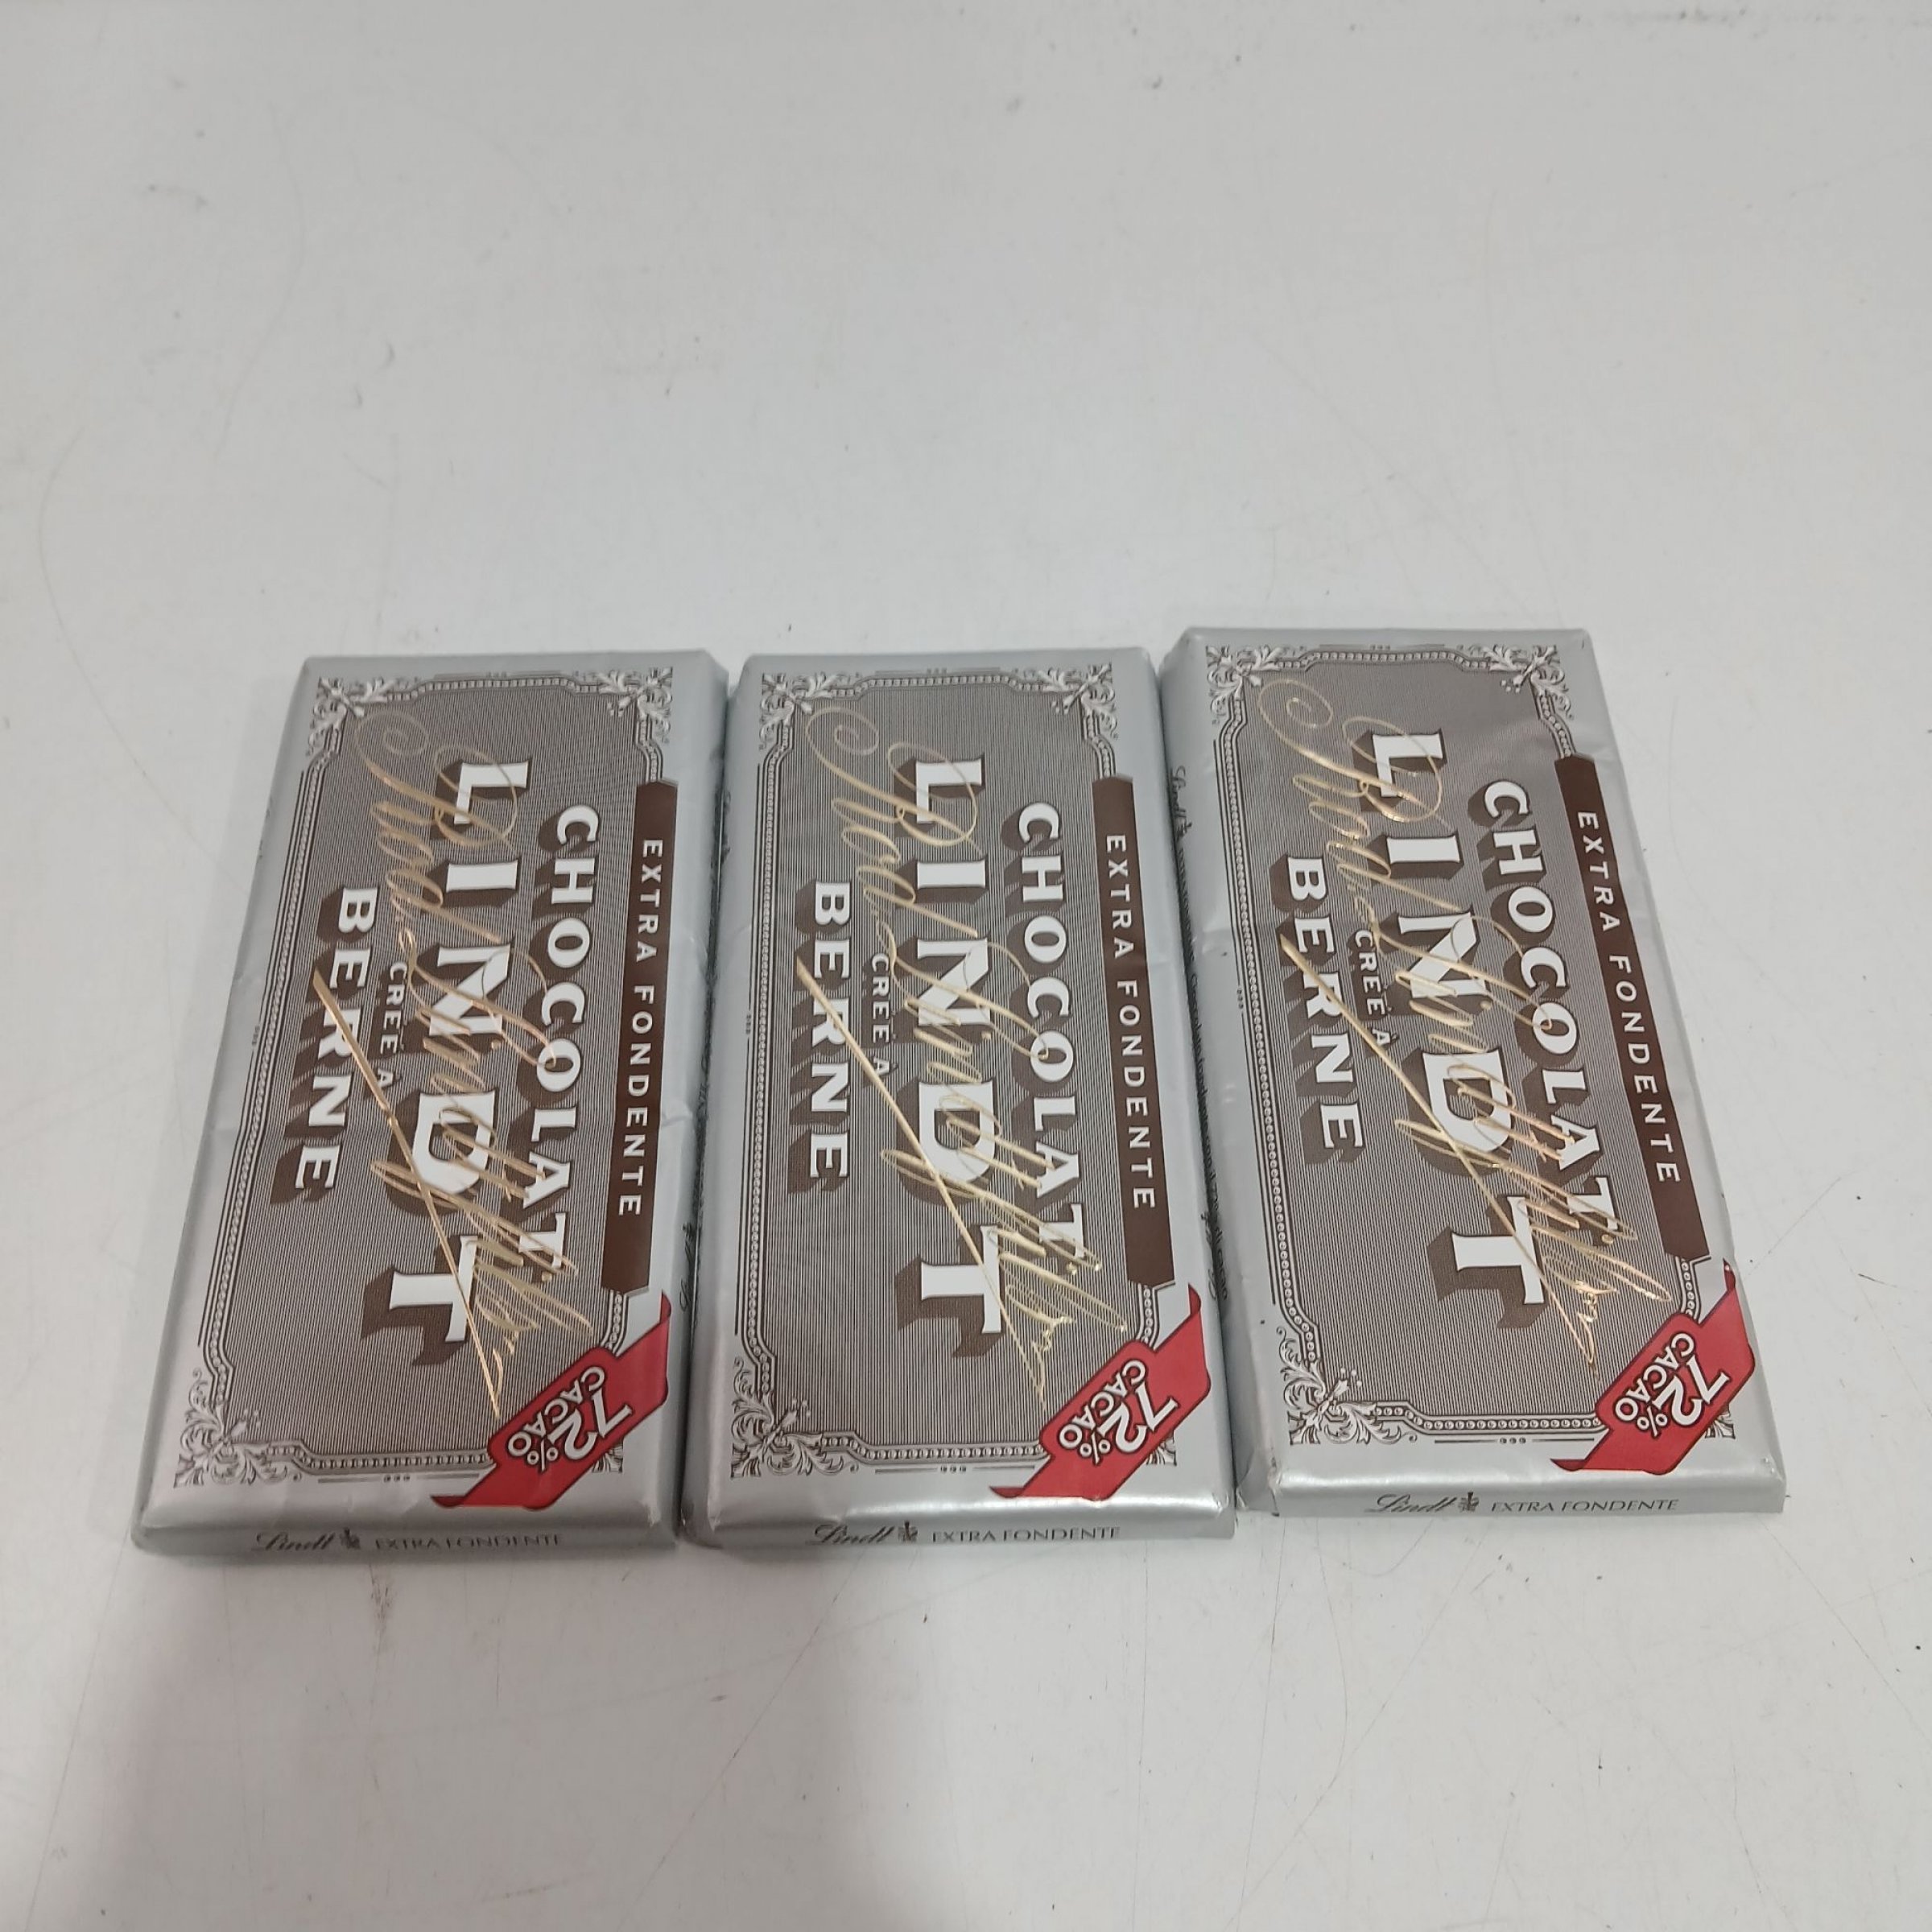 EXTRA FONDENTE
CHOCOLAT
LINDT
CRÉÉ À
BERNE
72%
CACAO
Lindt EXTRA FONDENTE
EXTRA FONDENTE
CHOCOLAT
LINDT
CRÉÉ À
BERNE
72%
CACAO
Lindt EXTRA FONDENTE
EXTRA FONDENTE
CHOCOLAT
LINDT
CRÉÉ À
BERNE
72%
CACAO
Lindt EXTRA FONDENTE